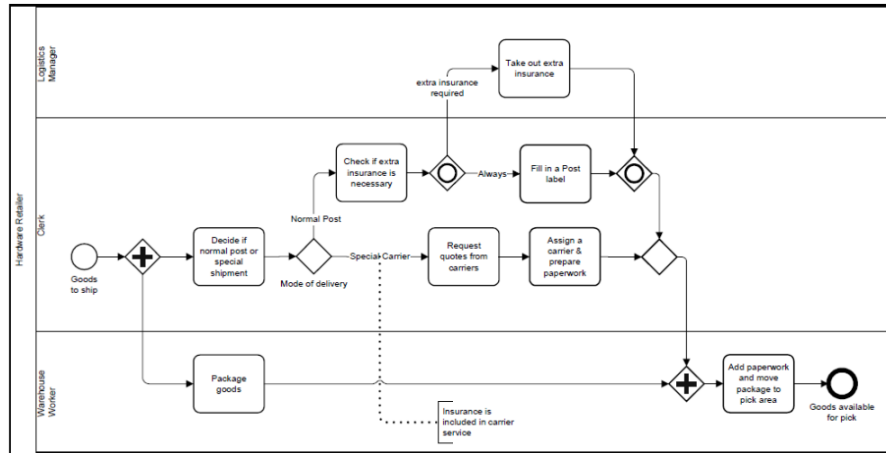 Hardware Retailer
Logistics
Manager
Take out extra
insurance
extra insurance
required
Clerk
Check if extra
insurance is
necessary
Always
Fill in a Post
label
Normal Post
Goods
to ship
Decide if
normal post or
special
shipment
Mode of delivery
Special Carrier
Request
quotes from
carriers
Assign a
carrier &
prepare
paperwork
Warehouse
Worker
Package
goods
Insurance is
included in carrier
service
Add paperwork
and move
package to
pick area
Goods available
for pick